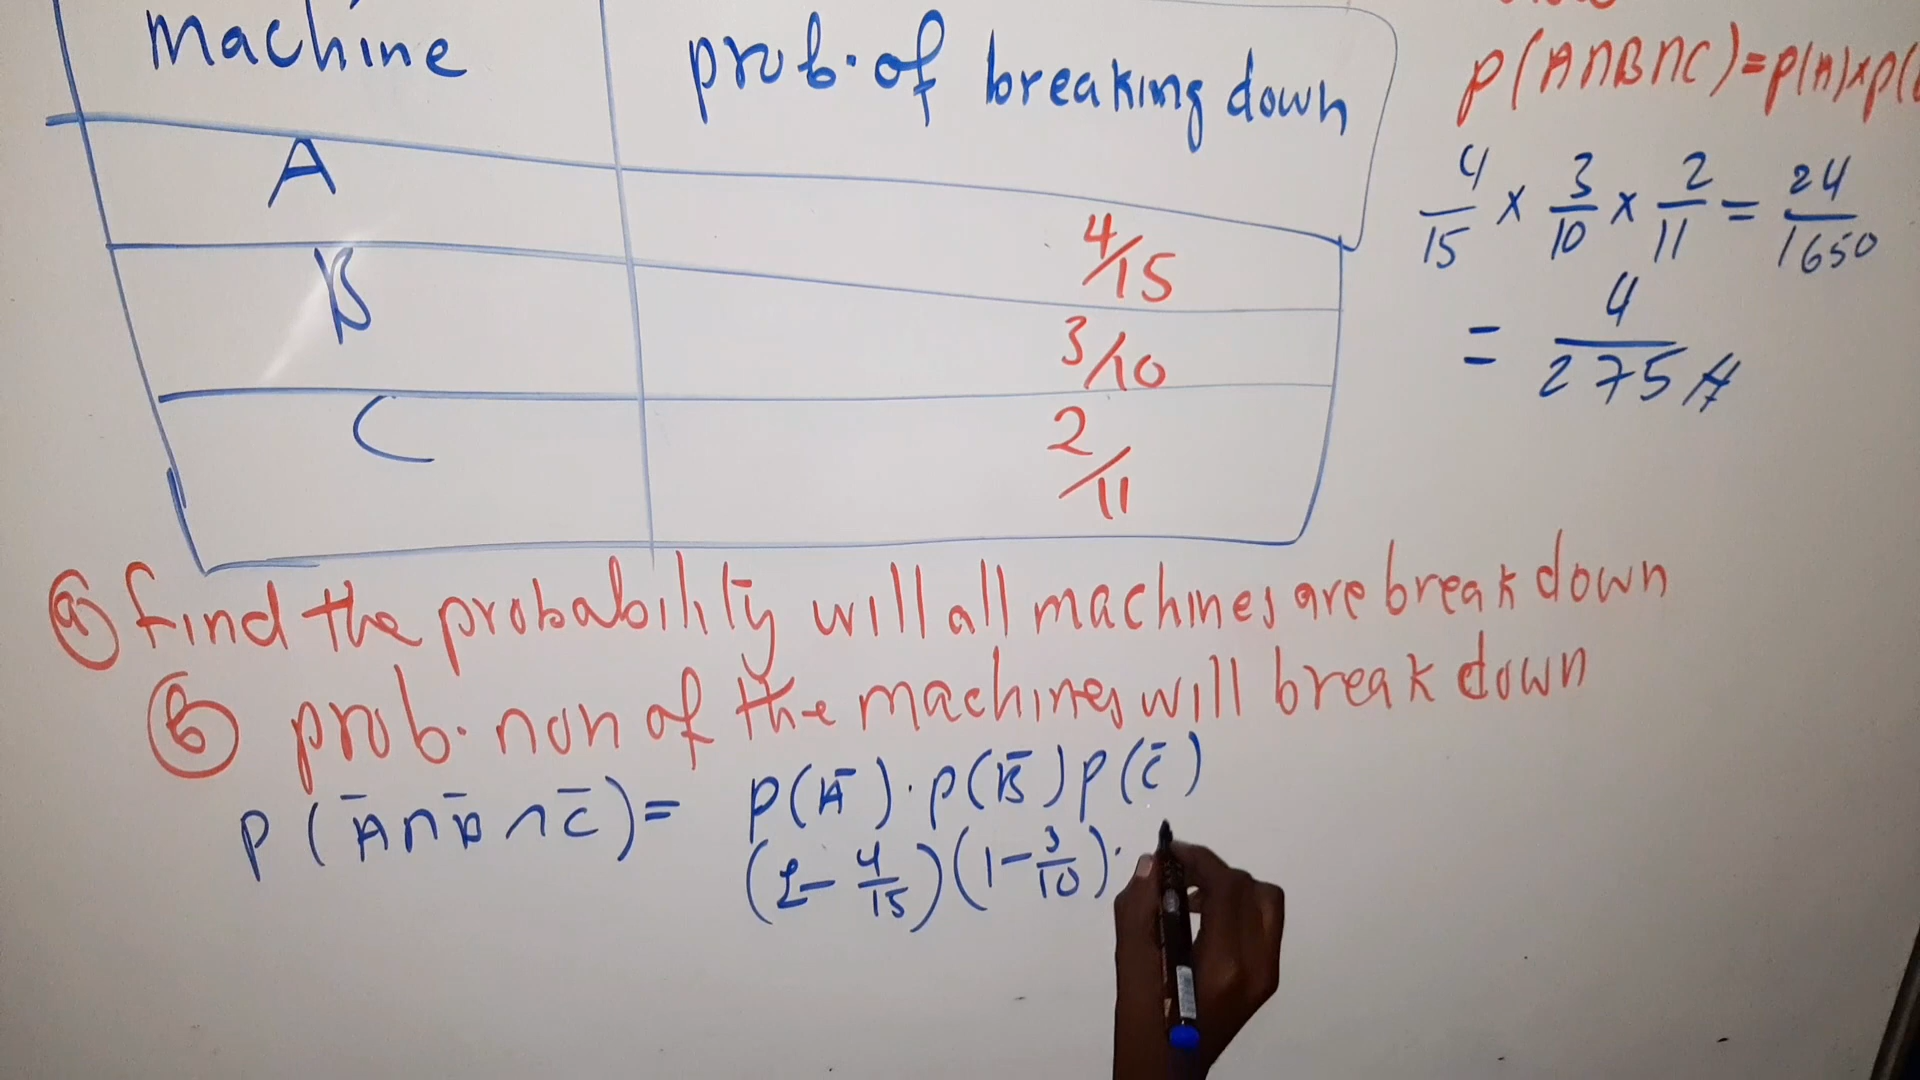 machine
prob. of breaking down
A
4/15
B
3/10
C
2/11
P(A∩B∩C)=P(A)×P(
4/15 × 3/10 × 2/11 = 24/1650
= 4/275
(a) find the probability will all machines are break down
(B) prob. non of the machines will break down
P(A̅∩B̅∩C̅)= P(A̅).P(B̅)P(C̅)
(1-4/15)(1-3/10).